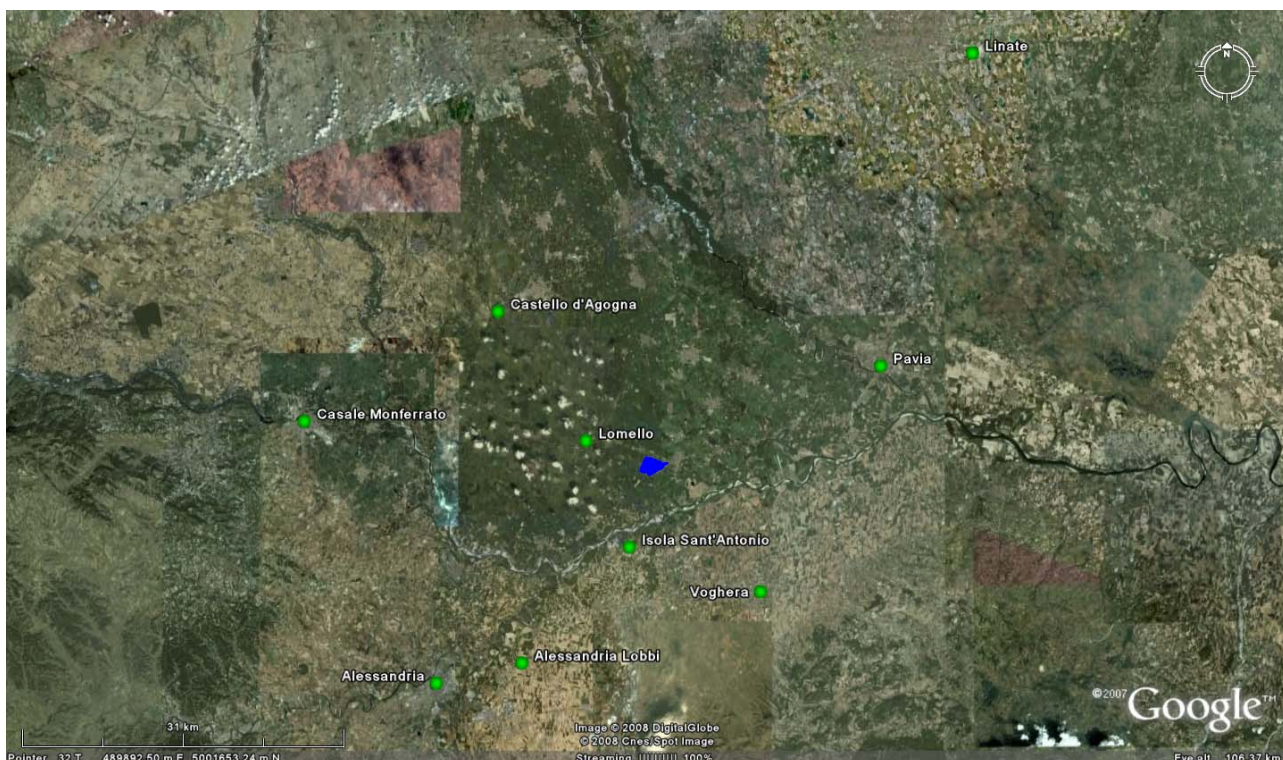 Linate
N
Castello d'Agogna
Pavia
Casale Monferrato
Lomello
Isola Sant'Antonio
Voghera
Alessandria Lobbi
Alessandria
©2007 Google™
31 km
Image © 2008 DigitalGlobe
© 2008 Cnes/Spot Image
Pointer 32 T 489892.50 m E 5001653.24 m N
Streaming 100%
Eye alt 106.37 km